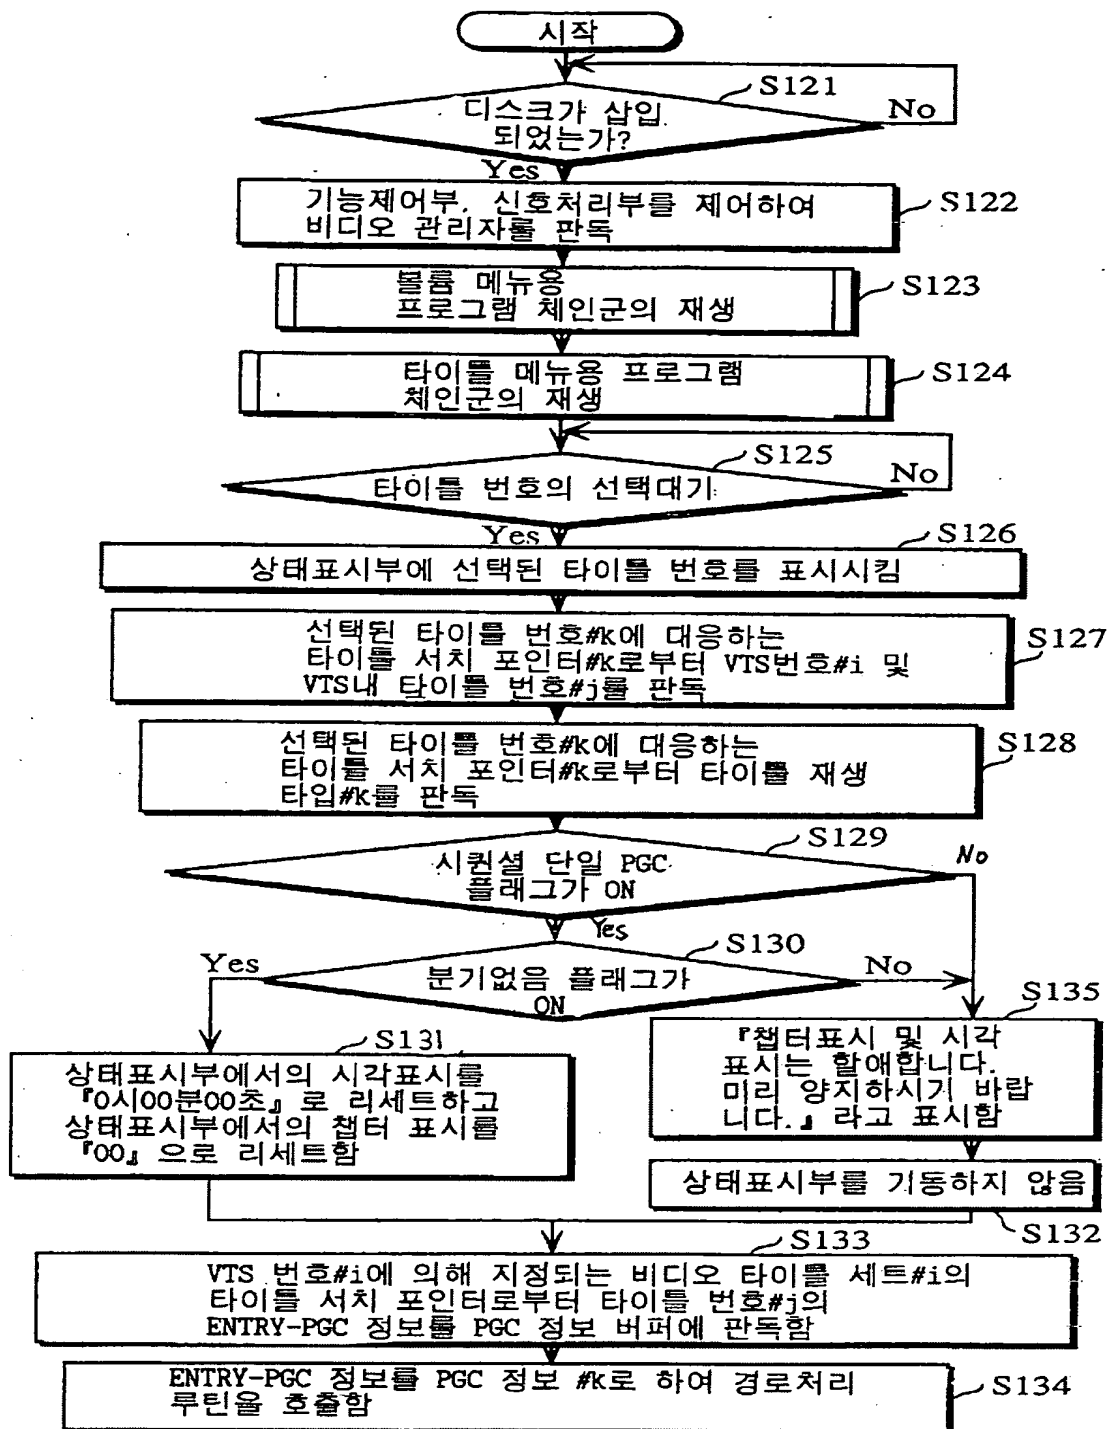 시작
S121
디스크가 삽입
되었는가?
No
Yes
기능제어부, 신호처리부를 제어하여
비디오 관리자를 판독
S122
볼륨 메뉴용
프로그램 체인군의 재생
S123
타이틀 메뉴용 프로그램
체인군의 재생
S124
S125
타이틀 번호의 선택대기
No
Yes
S126
상태표시부에 선택된 타이틀 번호를 표시시킴
선택된 타이틀 번호#k에 대응하는
타이틀 서치 포인터#k로부터 VTS번호#i 및
VTS내 타이틀 번호#j를 판독
S127
선택된 타이틀 번호#k에 대응하는
타이틀 서치 포인터#k로부터 타이틀 재생
타입#k를 판독
S128
S129
시퀀셜 단일 PGC
플래그가 ON
No
Yes
S130
Yes
분기없음 플래그가
ON
No
S131
상태표시부에서의 시각표시를
『0시00분00초』로 리세트하고
상태표시부에서의 챕터 표시를
『00』으로 리세트함
S135
『챕터표시 및 시각
표시는 할애합니다.
미리 양지하시기 바랍
니다.』라고 표시함
상태표시부를 기동하지 않음
S132
S133
VTS 번호#i에 의해 지정되는 비디오 타이틀 세트#i의
타이틀 서치 포인터로부터 타이틀 번호#j의
ENTRY-PGC 정보를 PGC 정보 버퍼에 판독함
ENTRY-PGC 정보를 PGC 정보 #k로 하여 경로처리
루틴을 호출함
S134